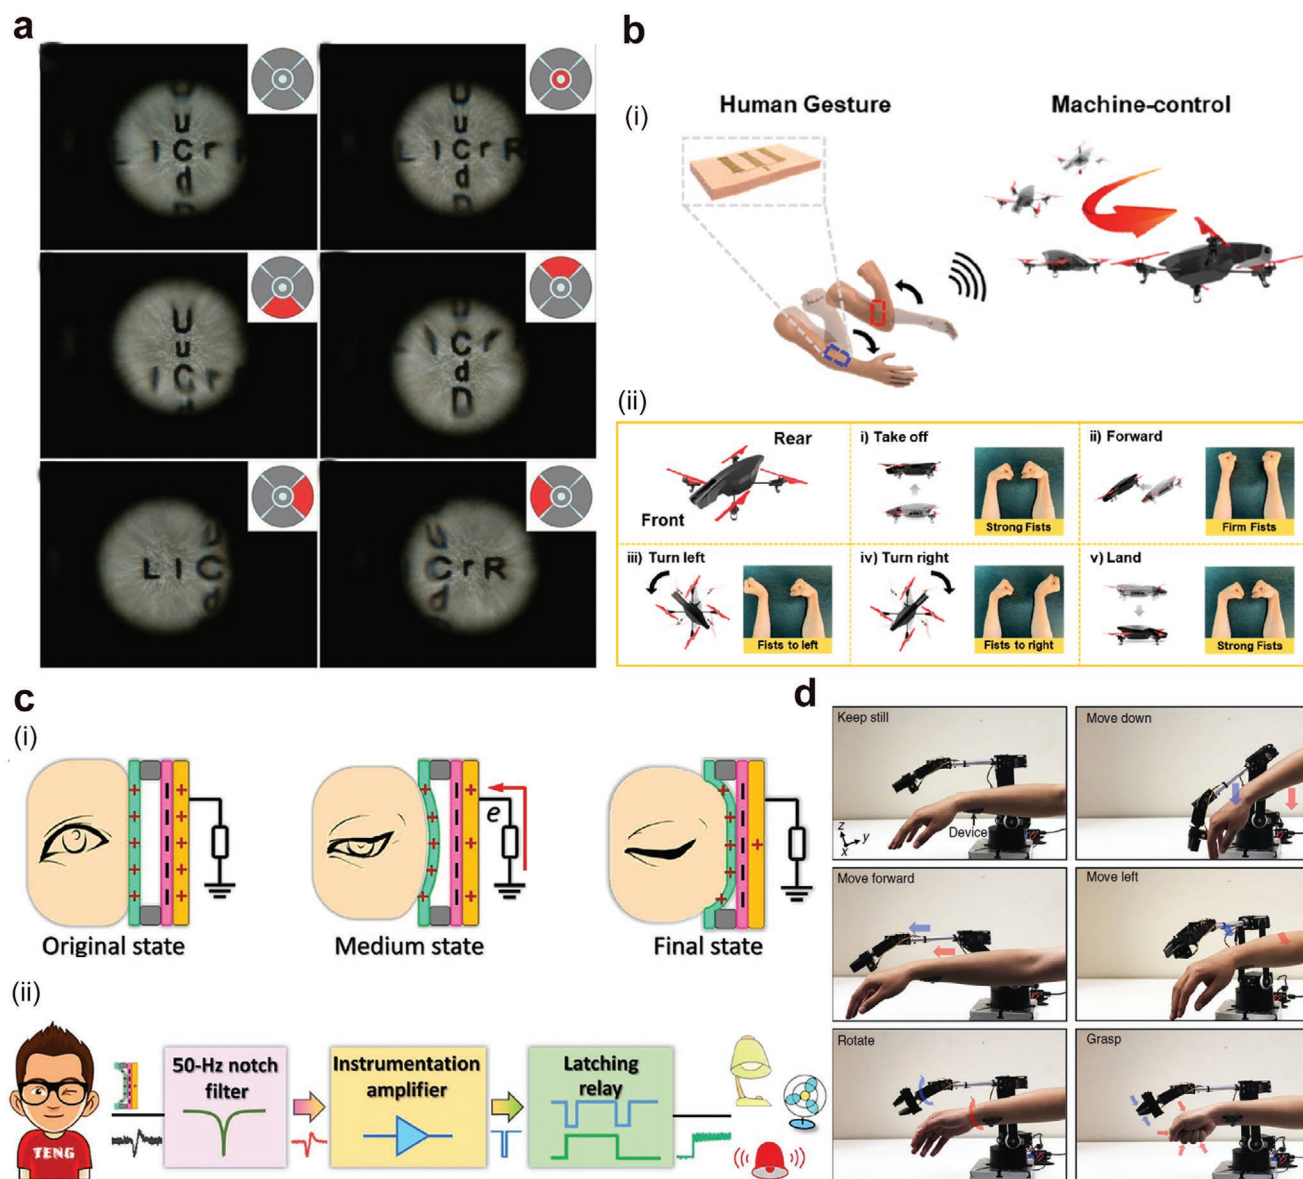 a
U
u
l C r
d
D
U
u
L I C r R
d
D
U
u
I C r
I C r
d
D
U
L I C
d
U
C r R
d
b
(i)
Human Gesture
Machine-control
(ii)
Rear
Front
i) Take off
Strong Fists
ii) Forward
Firm Fists
iii) Turn left
Fists to left
iv) Turn right
Fists to right
v) Land
Strong Fists
c
(i)
e
Original state
Medium state
Final state
(ii)
TENG
50-Hz notch
filter
Instrumentation
amplifier
Latching
relay
d
Keep still
z
y
x
Device
Move down
Move forward
Move left
Rotate
Grasp